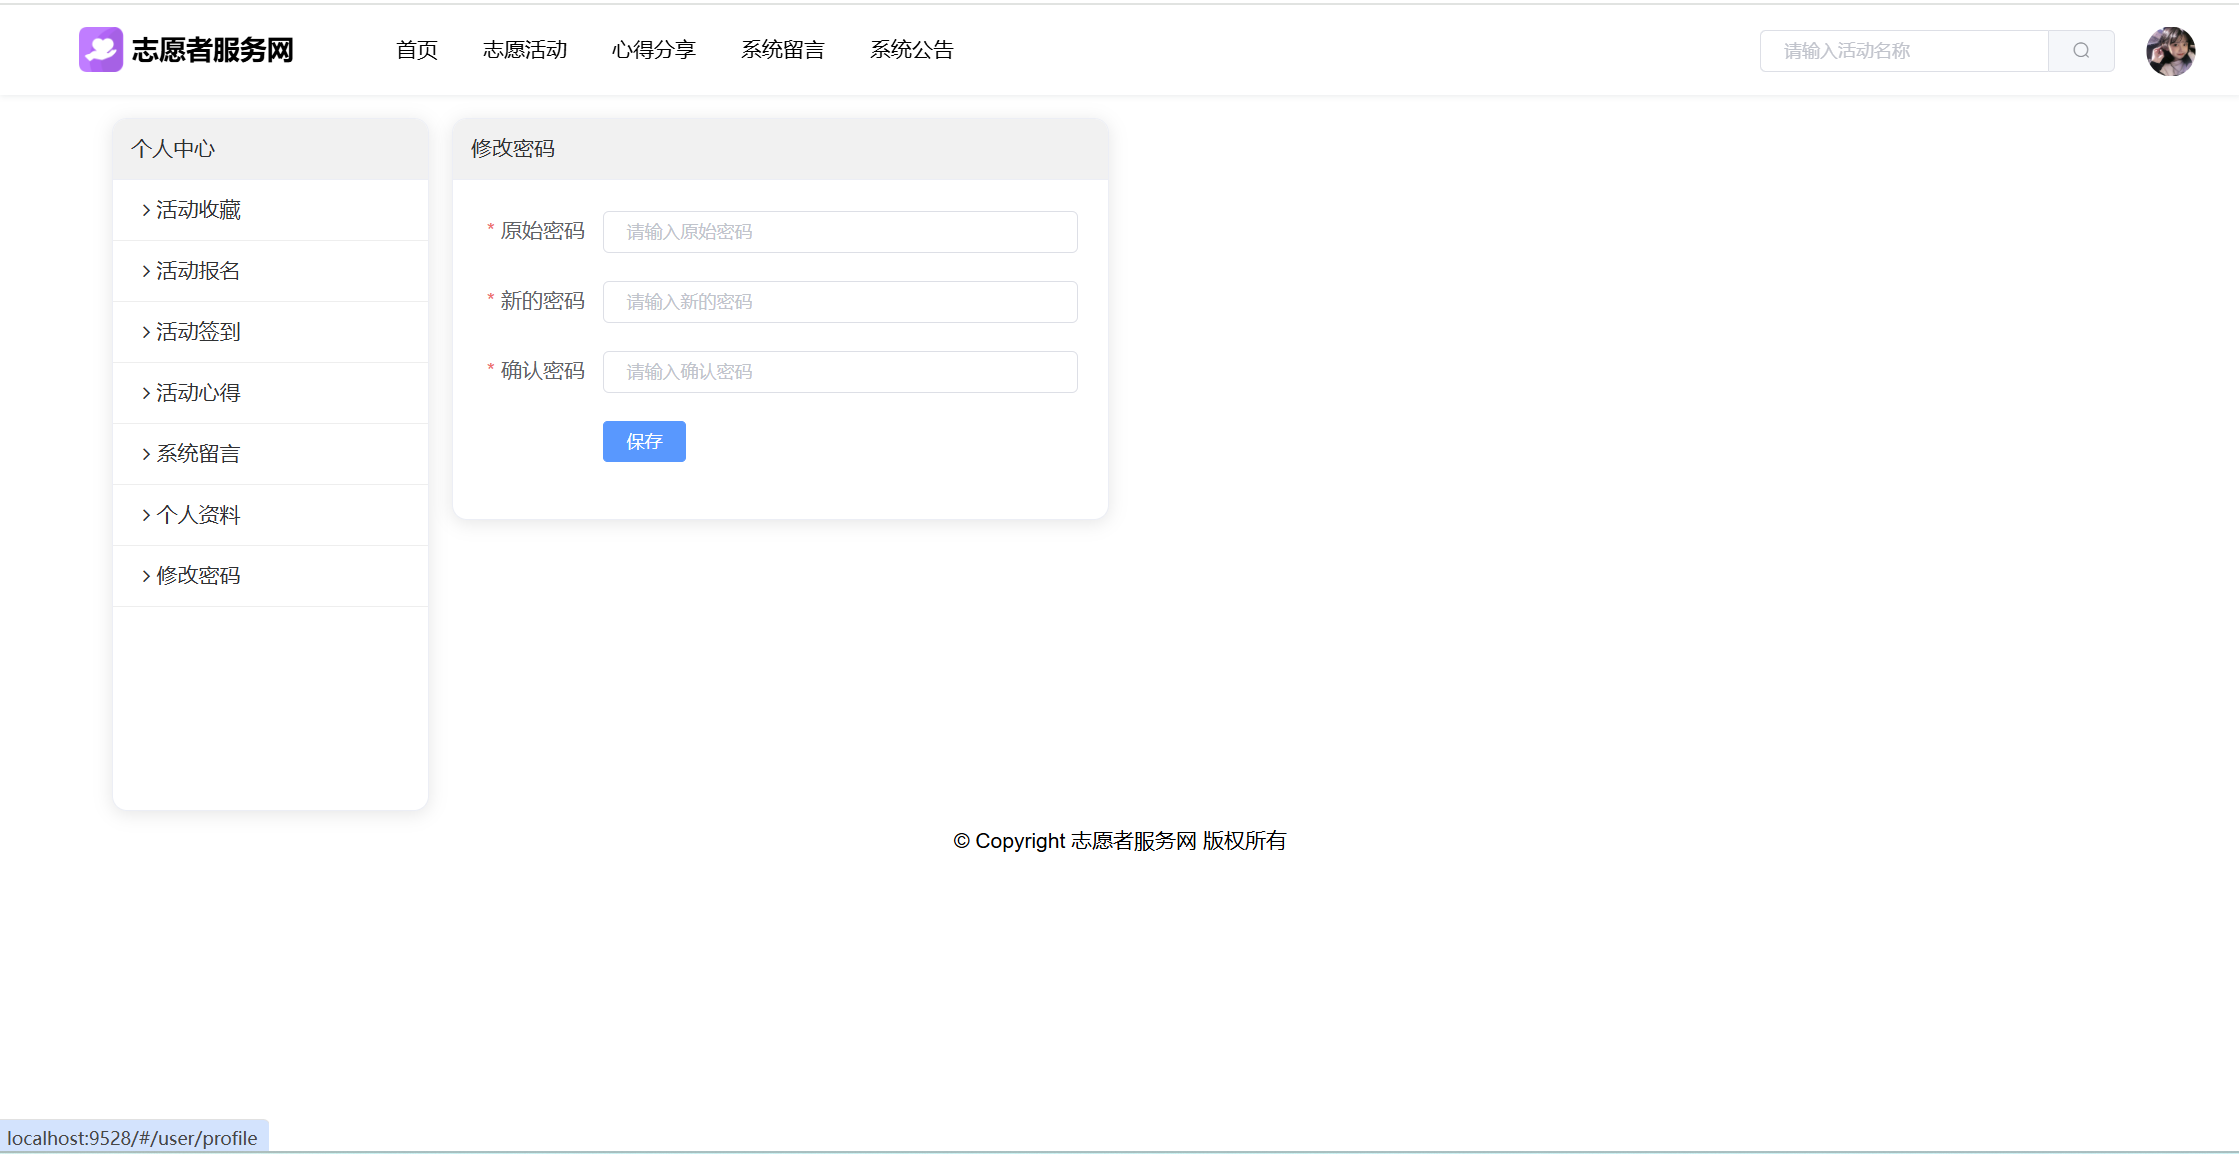 志愿者服务网
首页 志愿活动 心得分享 系统留言 系统公告
请输入活动名称
个人中心
活动收藏
活动报名
活动签到
活动心得
系统留言
个人资料
修改密码
修改密码
* 原始密码 请输入原始密码
* 新的密码 请输入新的密码
* 确认密码 请输入确认密码
保存
© Copyright 志愿者服务网 版权所有
localhost:9528/#/user/profile